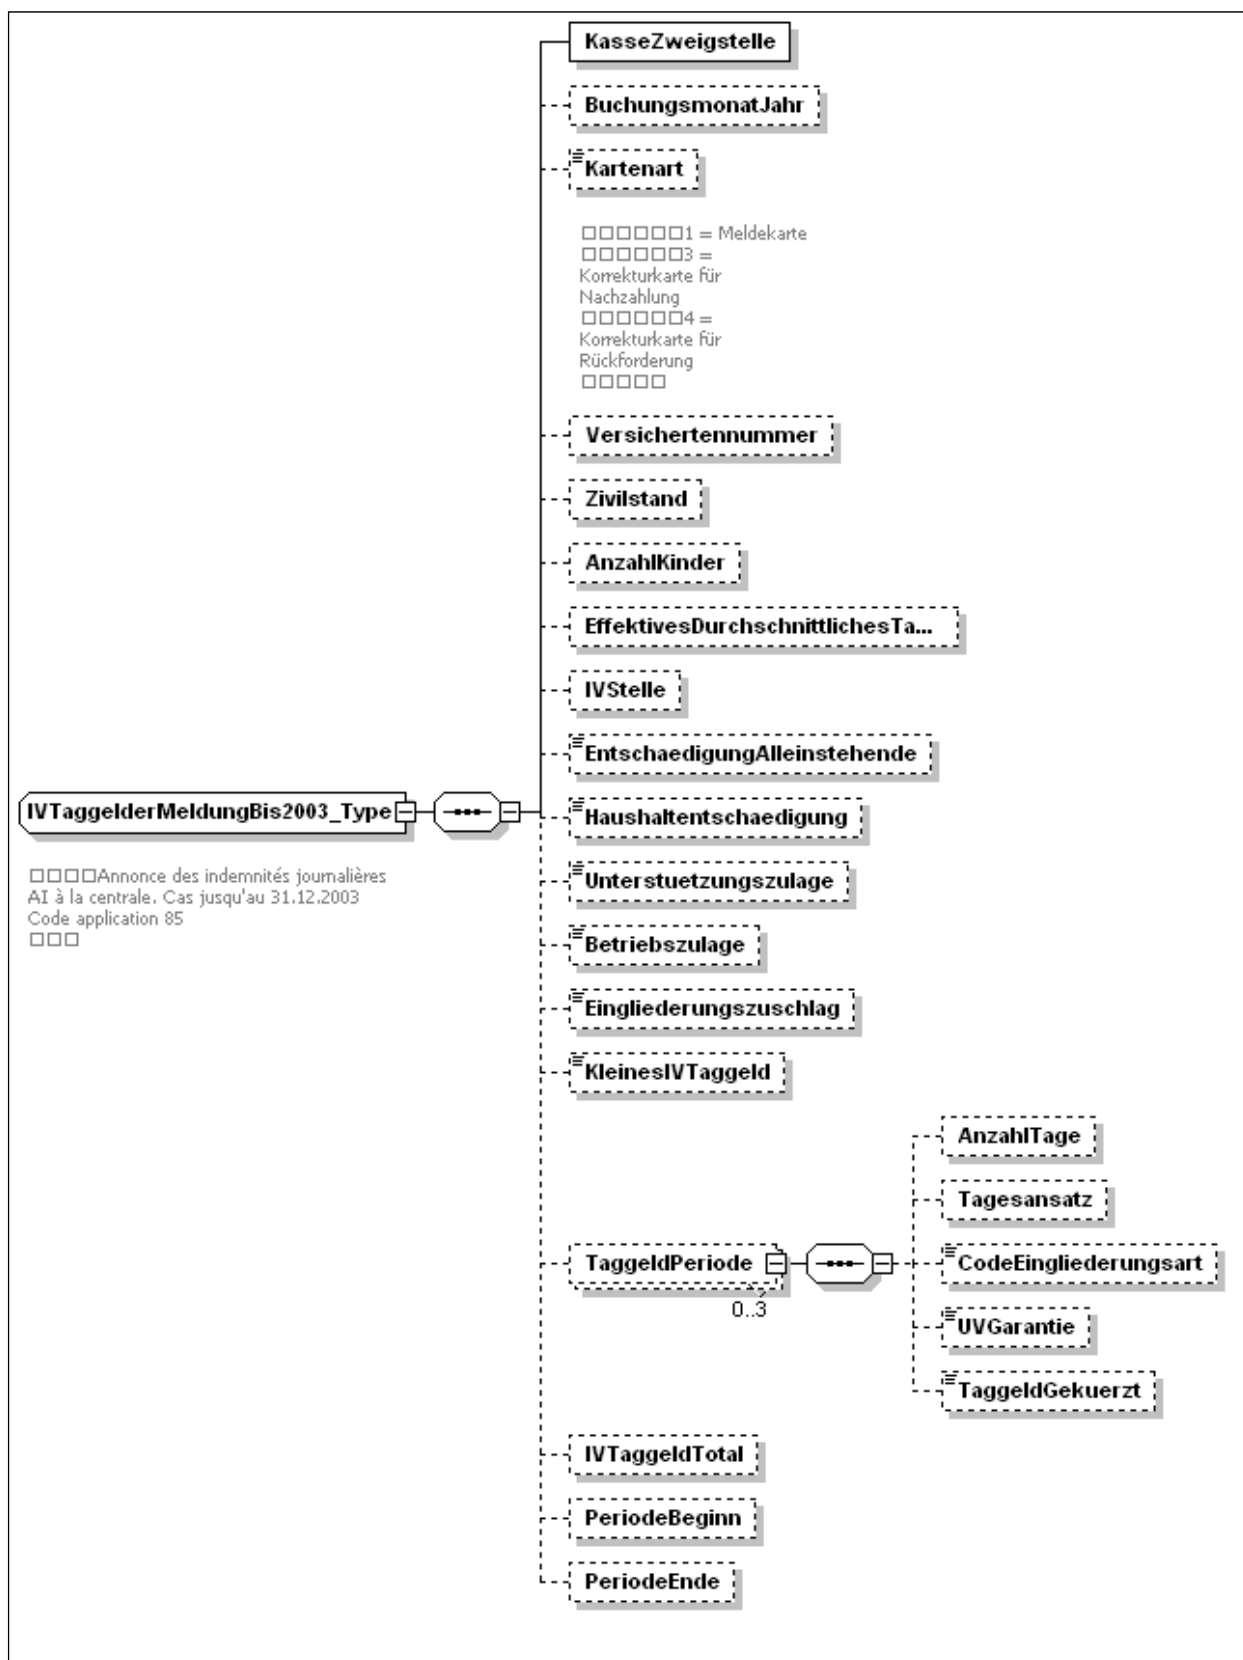 KasseZweigstelle
BuchungsmonatJahr
Kartenart
□□□□□□1 = Meldekarte
□□□□□□3 =
Korrekturkarte für
Nachzahlung
□□□□□□4 =
Korrekturkarte für
Rückforderung
□□□□□
Versichertennummer
Zivilstand
AnzahlKinder
EffektivesDurchschnittlichesTa...
IVStelle
EntschaedigungAlleinstehende
IVTaggelderMeldungBis2003_Type
□□□□Annonce des indemnités journalières
AI à la centrale. Cas jusqu'au 31.12.2003
Code application 85
□□□
Haushaltentschaedigung
Unterstuetzungszulage
Betriebszulage
Eingliederungszuschlag
KleinesIVTaggeld
TaggeldPeriode
0..3
AnzahlTage
Tagesansatz
CodeEingliederungsart
UVGarantie
TaggeldGekuerzt
IVTaggeldTotal
PeriodeBeginn
PeriodeEnde